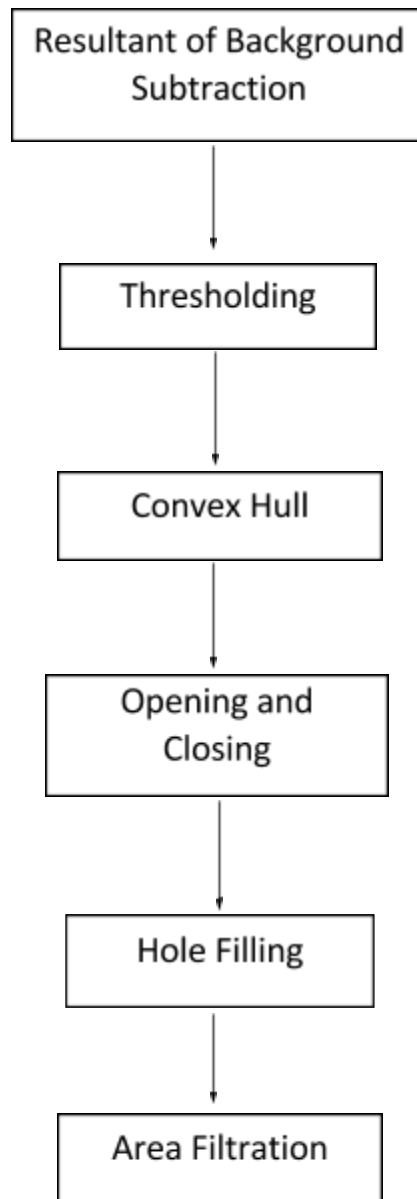 Resultant of Background
Subtraction
Thresholding
Convex Hull
Opening and
Closing
Hole Filling
Area Filtration